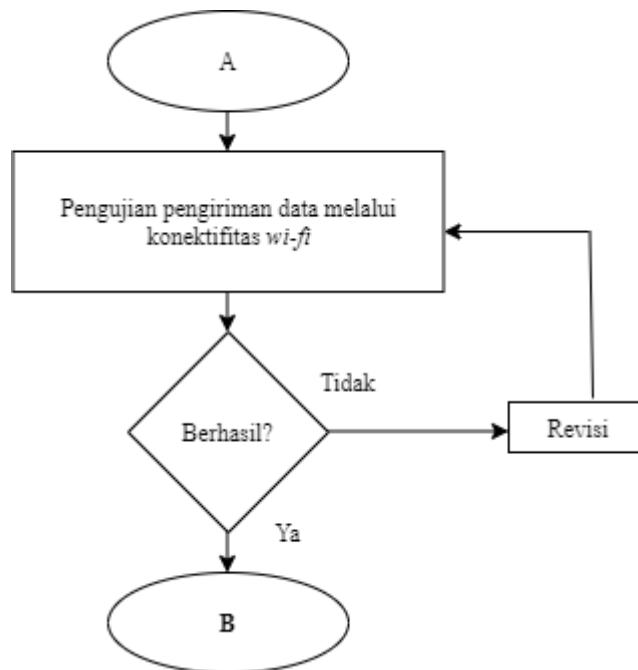 A
Pengujian pengiriman data melalui
konektifitas wi-fi
Tidak
Berhasil?
Revisi
Ya
B